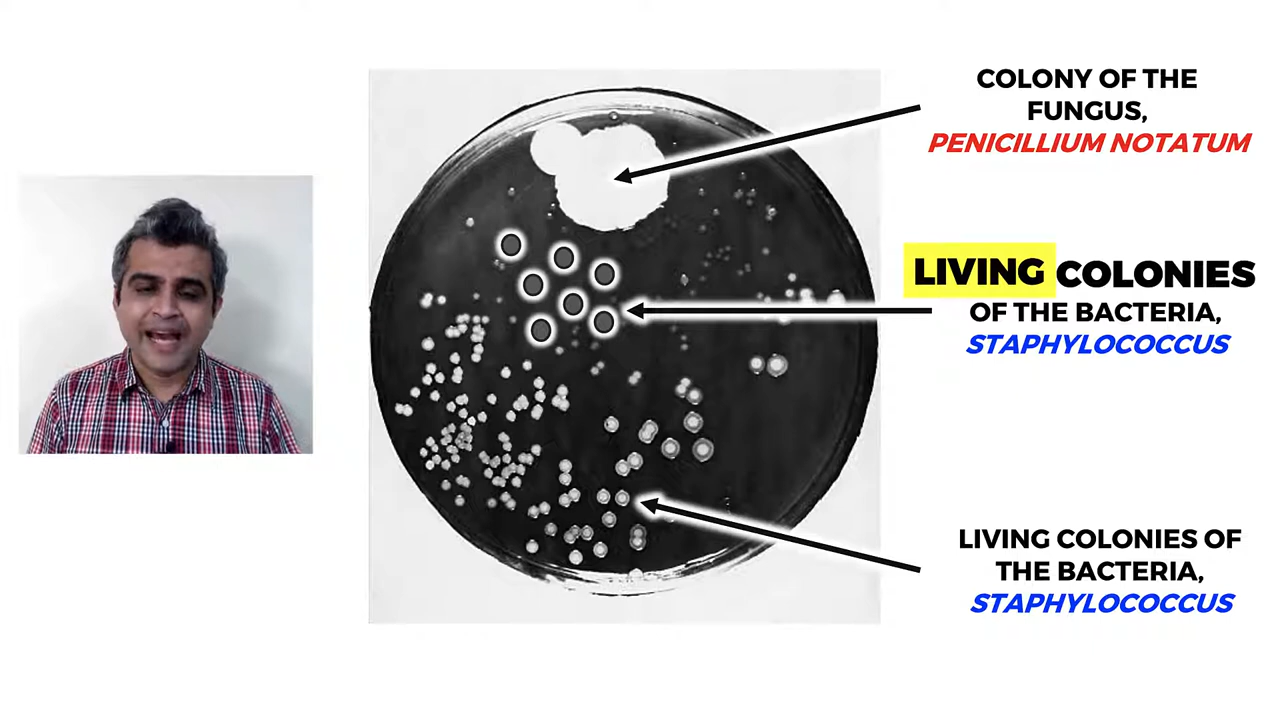 COLONY OF THE
FUNGUS,
PENICILLIUM NOTATUM
LIVING COLONIES
OF THE BACTERIA,
STAPHYLOCOCCUS
LIVING COLONIES OF
THE BACTERIA,
STAPHYLOCOCCUS